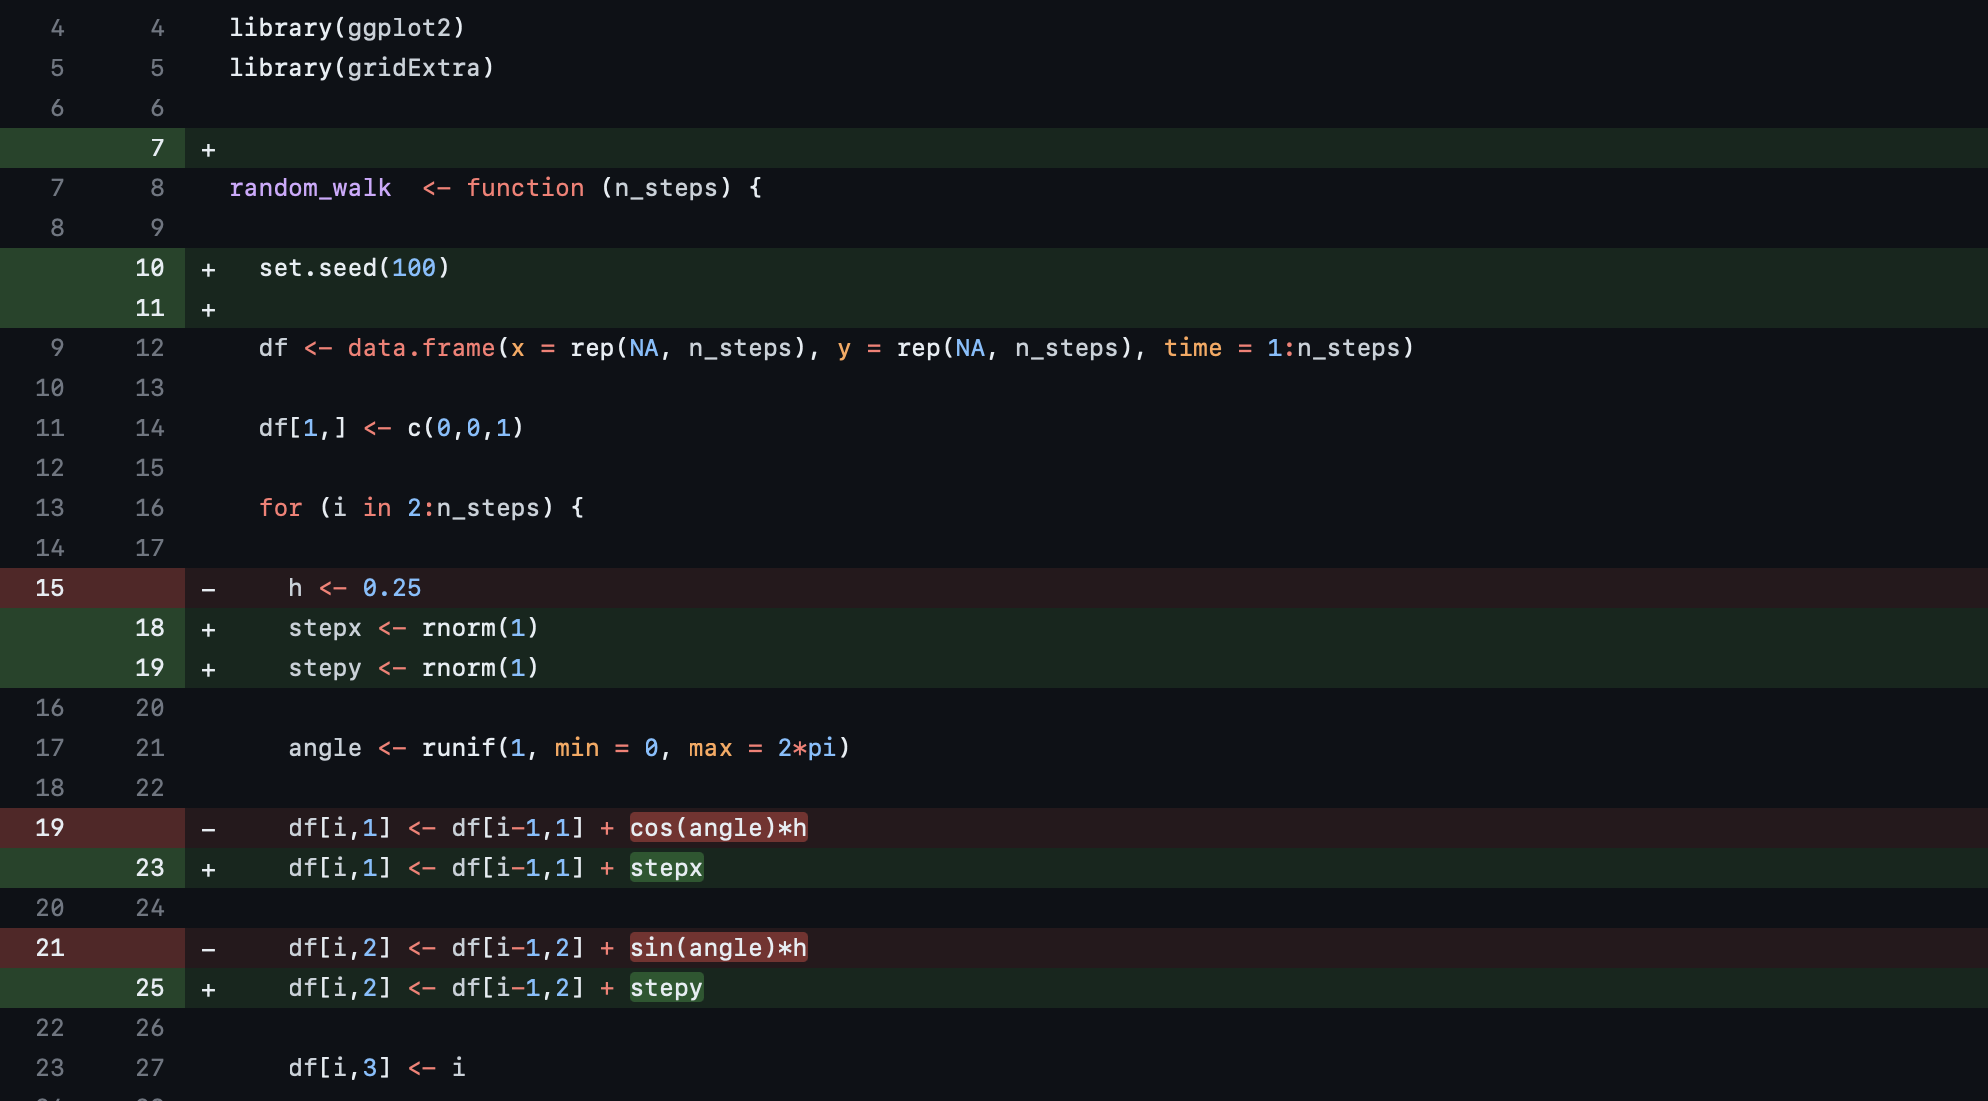 4 4 library(ggplot2)
5 5 library(gridExtra)
6 6
7 +
7 8 random_walk  <- function (n_steps) {
8 9
10 +   set.seed(100)
11 +
9 12   df <- data.frame(x = rep(NA, n_steps), y = rep(NA, n_steps), time = 1:n_steps)
10 13
11 14   df[1,] <- c(0,0,1)
12 15
13 16   for (i in 2:n_steps) {
14 17
15 -     h <- 0.25
18 +     stepx <- rnorm(1)
19 +     stepy <- rnorm(1)
16 20
17 21     angle <- runif(1, min = 0, max = 2*pi)
18 22
19 -     df[i,1] <- df[i-1,1] + cos(angle)*h
23 +     df[i,1] <- df[i-1,1] + stepx
20 24
21 -     df[i,2] <- df[i-1,2] + sin(angle)*h
25 +     df[i,2] <- df[i-1,2] + stepy
22 26
23 27     df[i,3] <- i